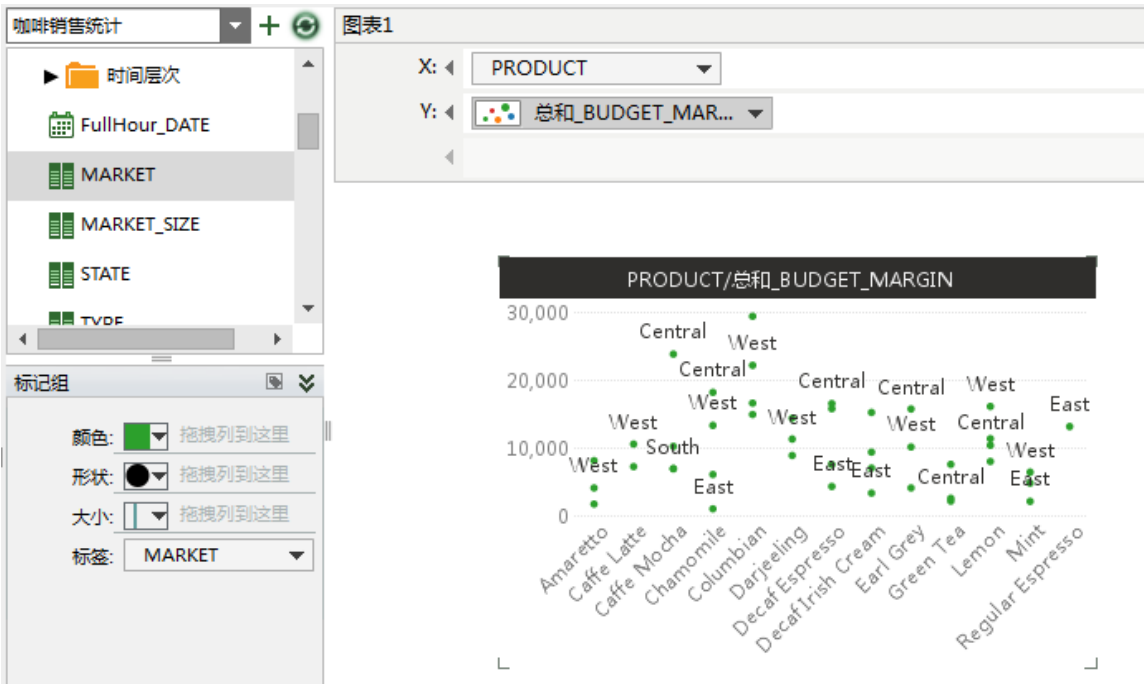 咖啡销售统计
图表1
时间层次
FullHour_DATE
MARKET
MARKET_SIZE
STATE
TYPE
X:
PRODUCT
Y:
总和_BUDGET_MAR...
标记组
颜色:
拖拽列到这里
形状:
拖拽列到这里
大小:
拖拽列到这里
标签:
MARKET
PRODUCT/总和_BUDGET_MARGIN
30,000
Central
West
Central
20,000
Central
Central
West
West
East
West
West
West
Central
10,000
South
West
West
East
East
Central
East
East
0
Amaretto
Caffe Latte
Caffe Mocha
Chamomile
Columbian
Darjeeling
Decaf Espresso
Decaf Irish Cream
Earl Grey
Green Tea
Lemon
Mint
Regular Espresso